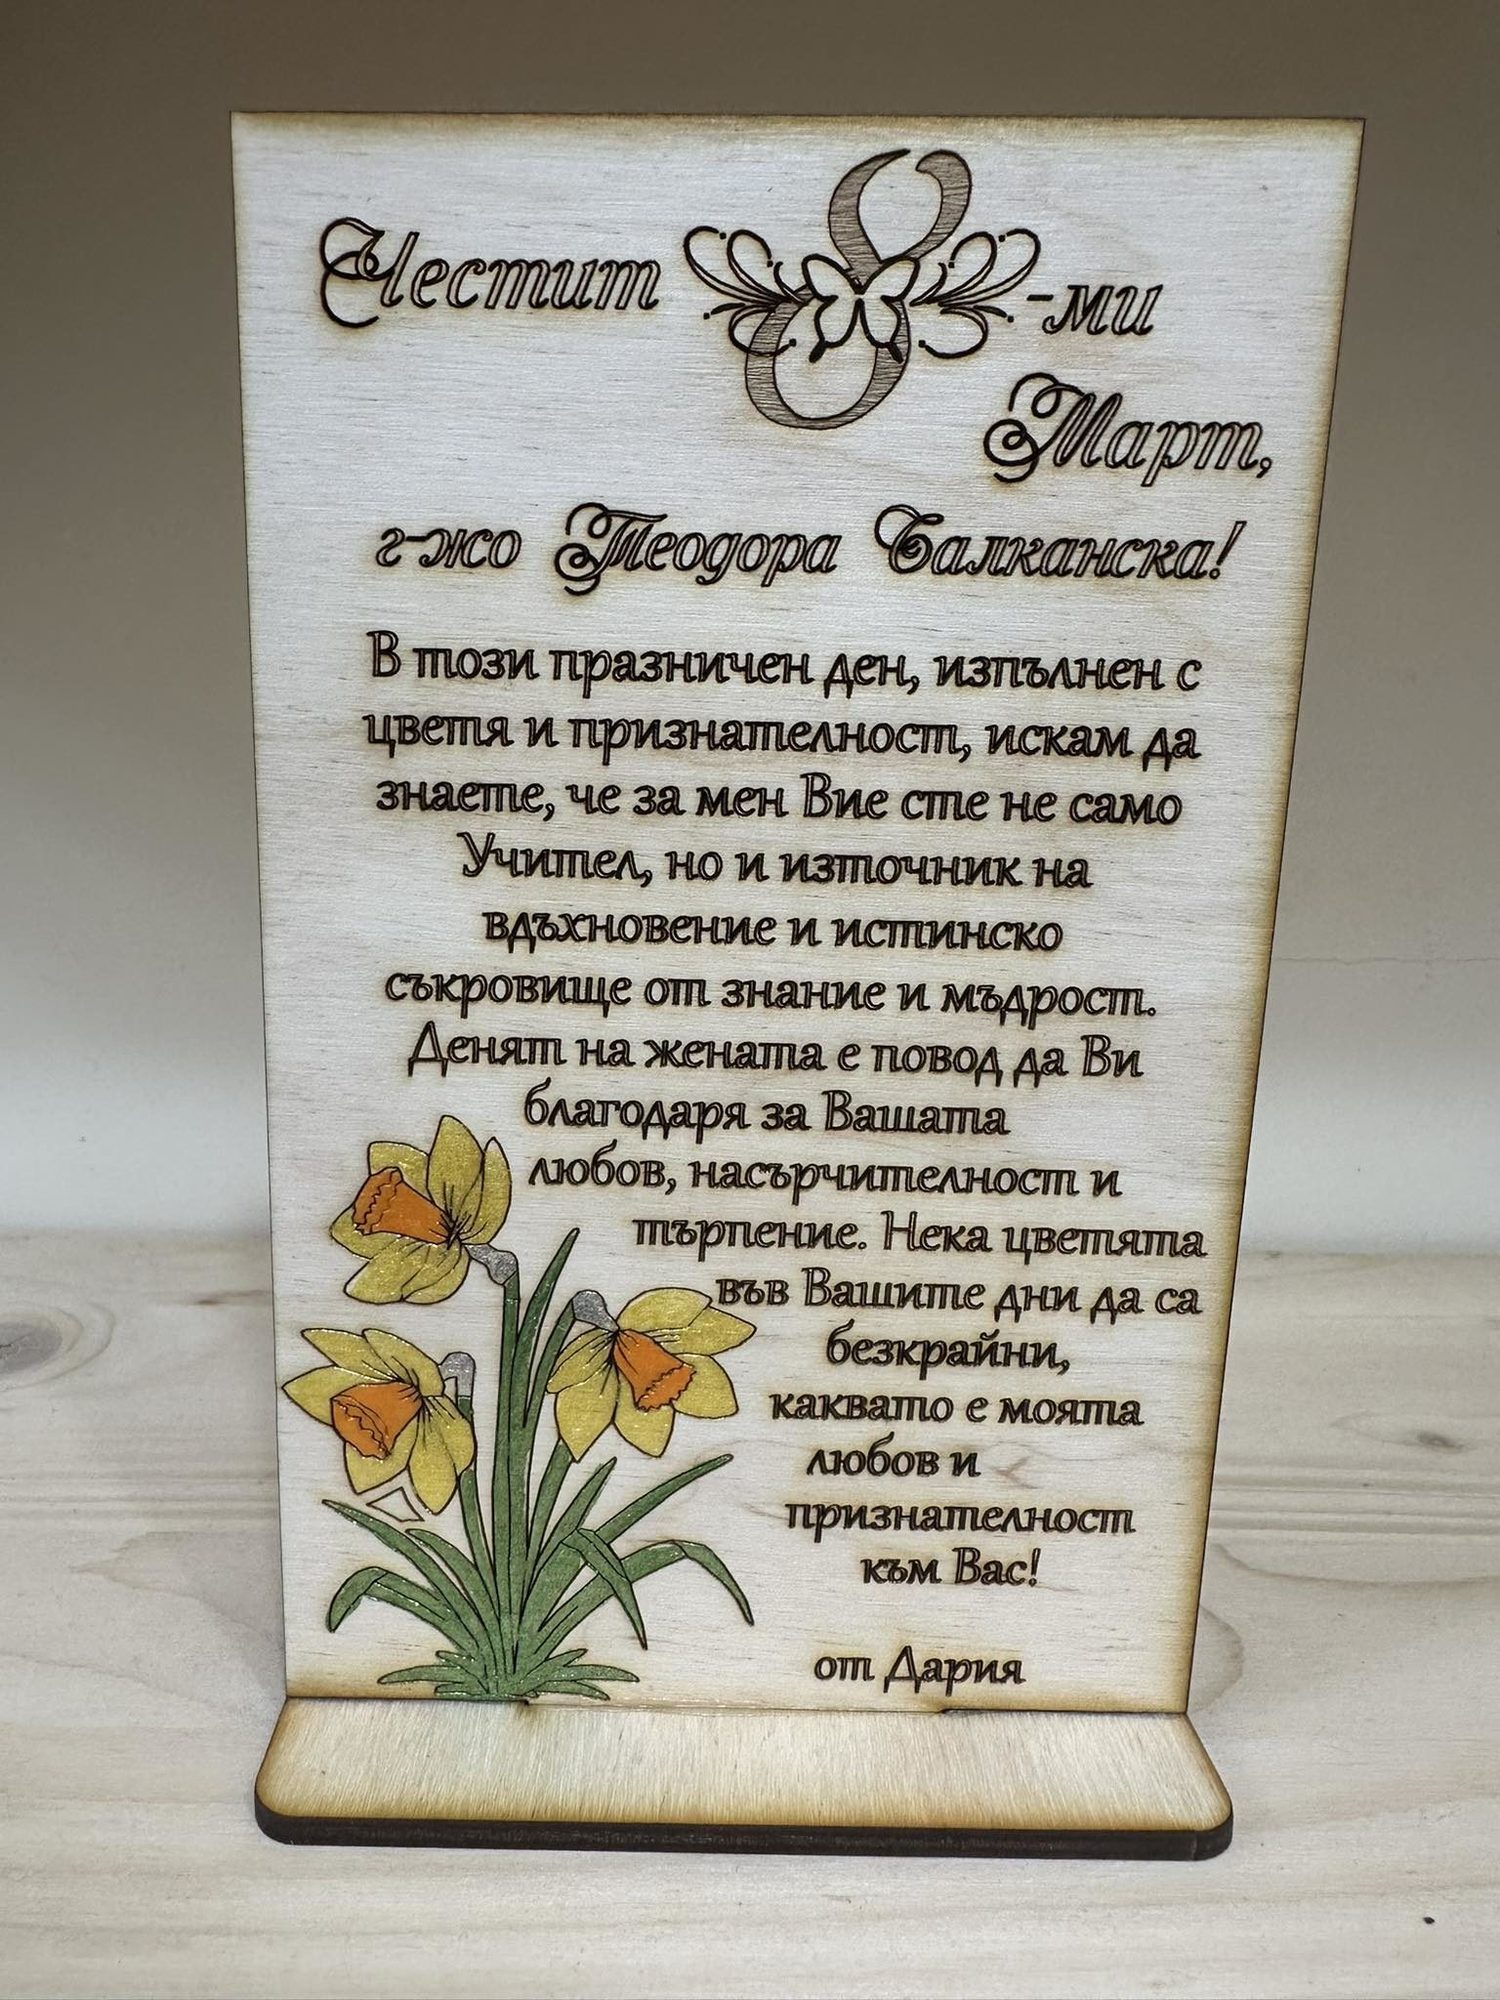 Честит 8-ми
Март,
г-жо Теодора Балканска!
В този празничен ден, изпълнен с
цветя и признателност, искам да
знаете, че за мен Вие сте не само
Учител, но и източник на
вдъхновение и истинско
съкровище от знание и мъдрост.
Денят на жената е повод да Ви
благодаря за Вашата
любов, насърчителност и
търпение. Нека цветята
във Вашите дни да са
безкрайни,
каквато е моята
любов и
признателност
към Вас!
от Дария